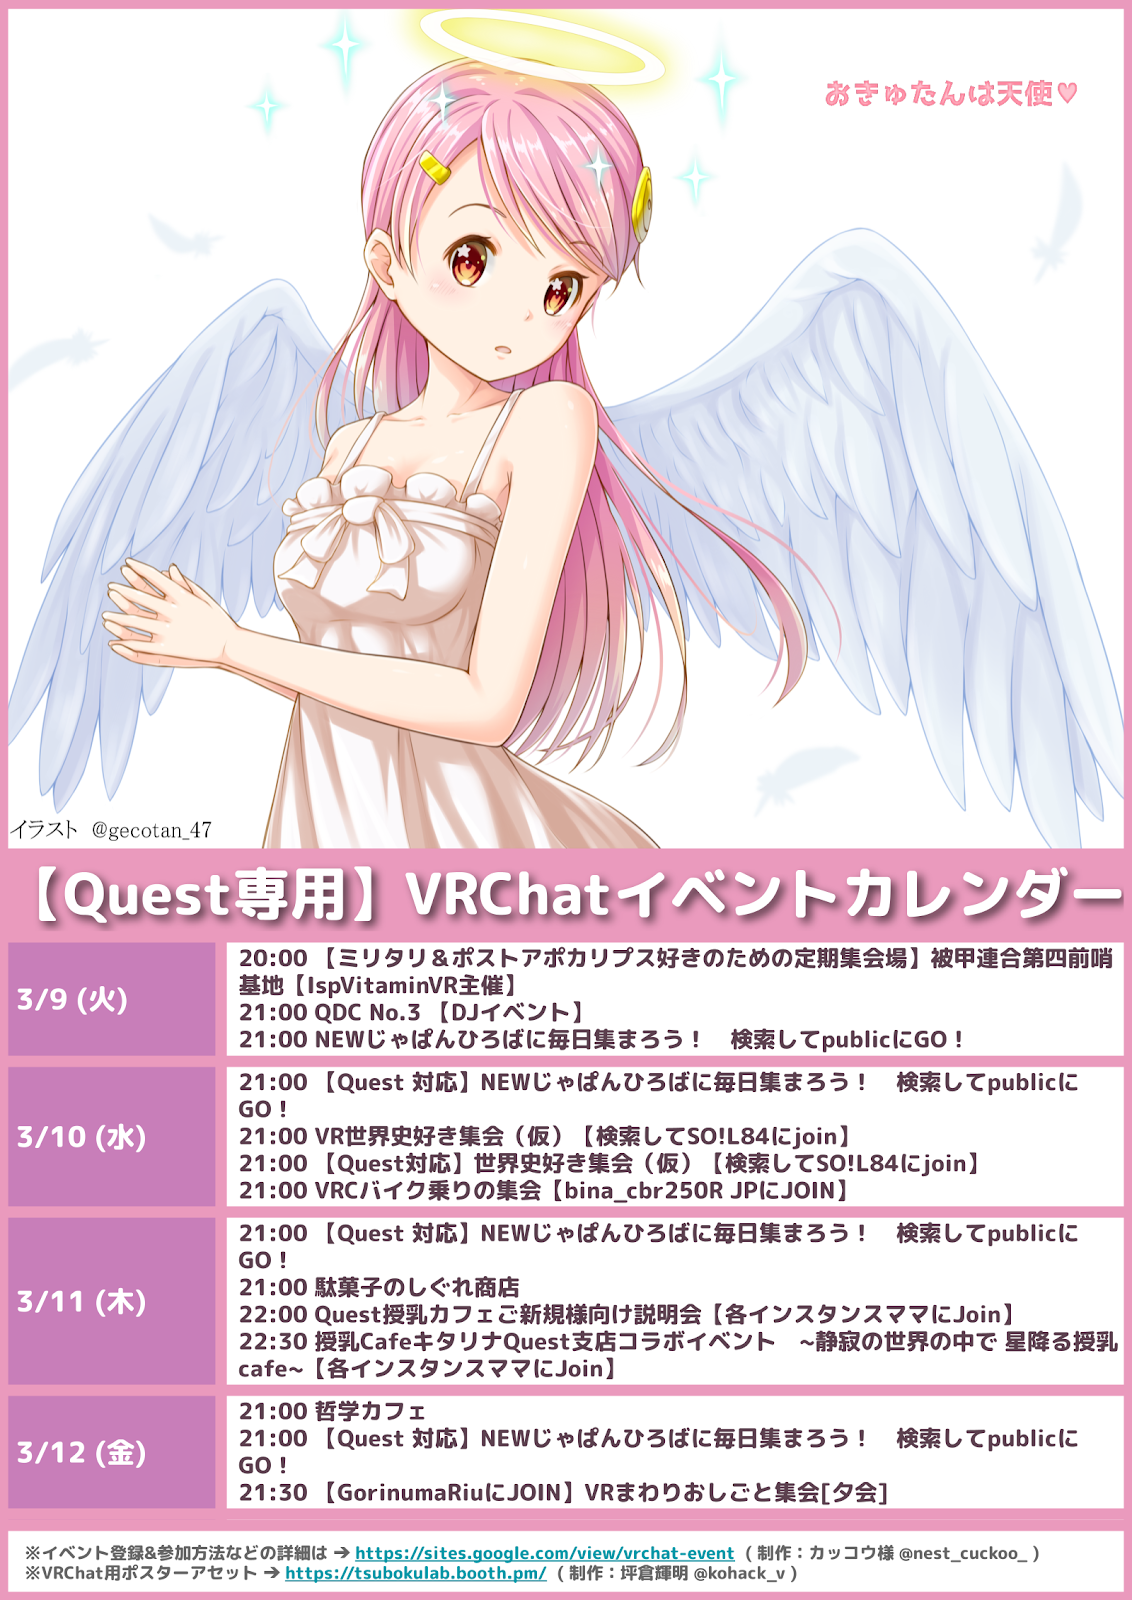 おきゅたんは天使♥
イラスト @gecotan_47
【Quest専用】VRChatイベントカレンダー
3/9 (火)
20:00 【ミリタリ＆ポストアポカリプス好きのための定期集会場】被甲連合第四前哨
基地【IspVitaminVR主催】
21:00 QDC No.3 【DJイベント】
21:00 NEWじゃぱんひろばに毎日集まろう！　検索してpublicにGO！
3/10 (水)
21:00 【Quest 対応】NEWじゃぱんひろばに毎日集まろう！　検索してpublicに
GO！
21:00 VR世界史好き集会（仮）【検索してSO!L84にjoin】
21:00 【Quest対応】世界史好き集会（仮）【検索してSO!L84にjoin】
21:00 VRCバイク乗りの集会【bina_cbr250R JPにJOIN】
3/11 (木)
21:00 【Quest 対応】NEWじゃぱんひろばに毎日集まろう！　検索してpublicに
GO！
21:00 駄菓子のしぐれ商店
22:00 Quest授乳カフェご新規様向け説明会【各インスタンスママにJoin】
22:30 授乳CafeキタリナQuest支店コラボイベント　~静寂の世界の中で 星降る授乳
cafe~【各インスタンスママにJoin】
3/12 (金)
21:00 哲学カフェ
21:00 【Quest 対応】NEWじゃぱんひろばに毎日集まろう！　検索してpublicに
GO！
21:30 【GorinumaRiuにJOIN】VRまわりおしごと集会[夕会]
※イベント登録&参加方法などの詳細は ➔ https://sites.google.com/view/vrchat-event （制作：カッコウ様 @nest_cuckoo_ ）
※VRChat用ポスターアセット ➔ https://tsubokulab.booth.pm/ （制作：坪倉輝明 @kohack_v ）